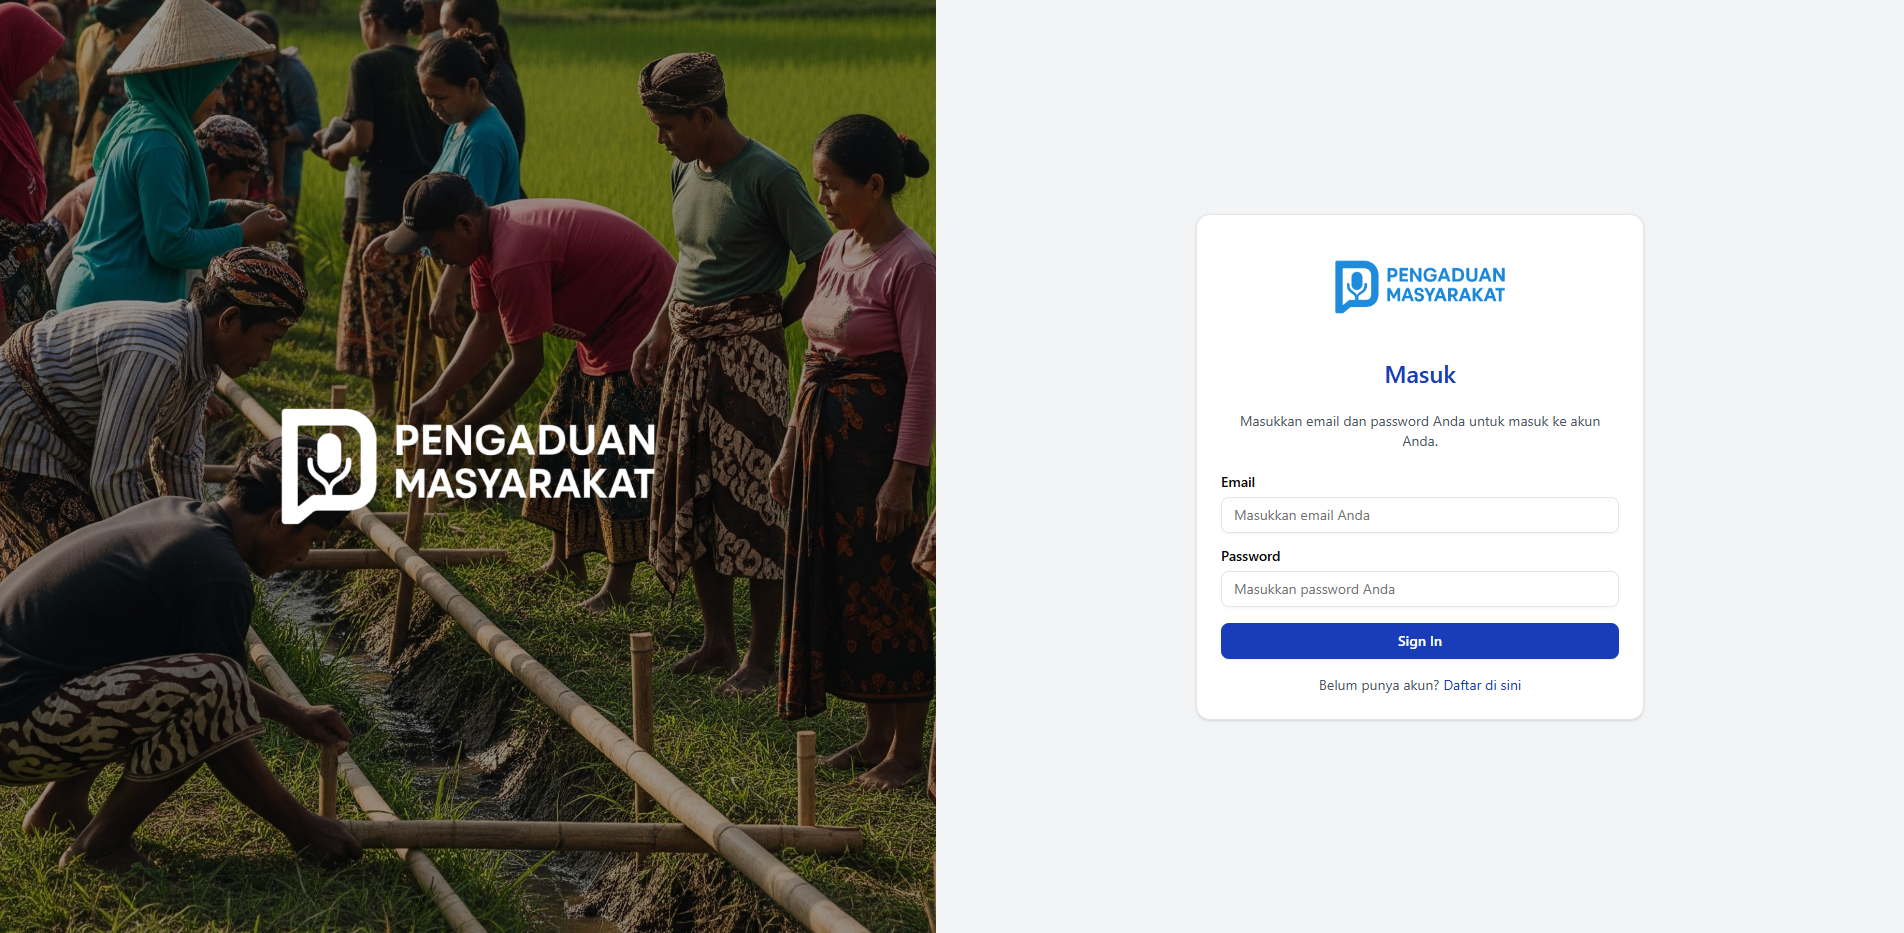 PENGADUAN
MASYARAKAT
PENGADUAN
MASYARAKAT
Masuk
Masukkan email dan password Anda untuk masuk ke akun
Anda.
Email
Masukkan email Anda
Password
Masukkan password Anda
Sign In
Belum punya akun? Daftar di sini